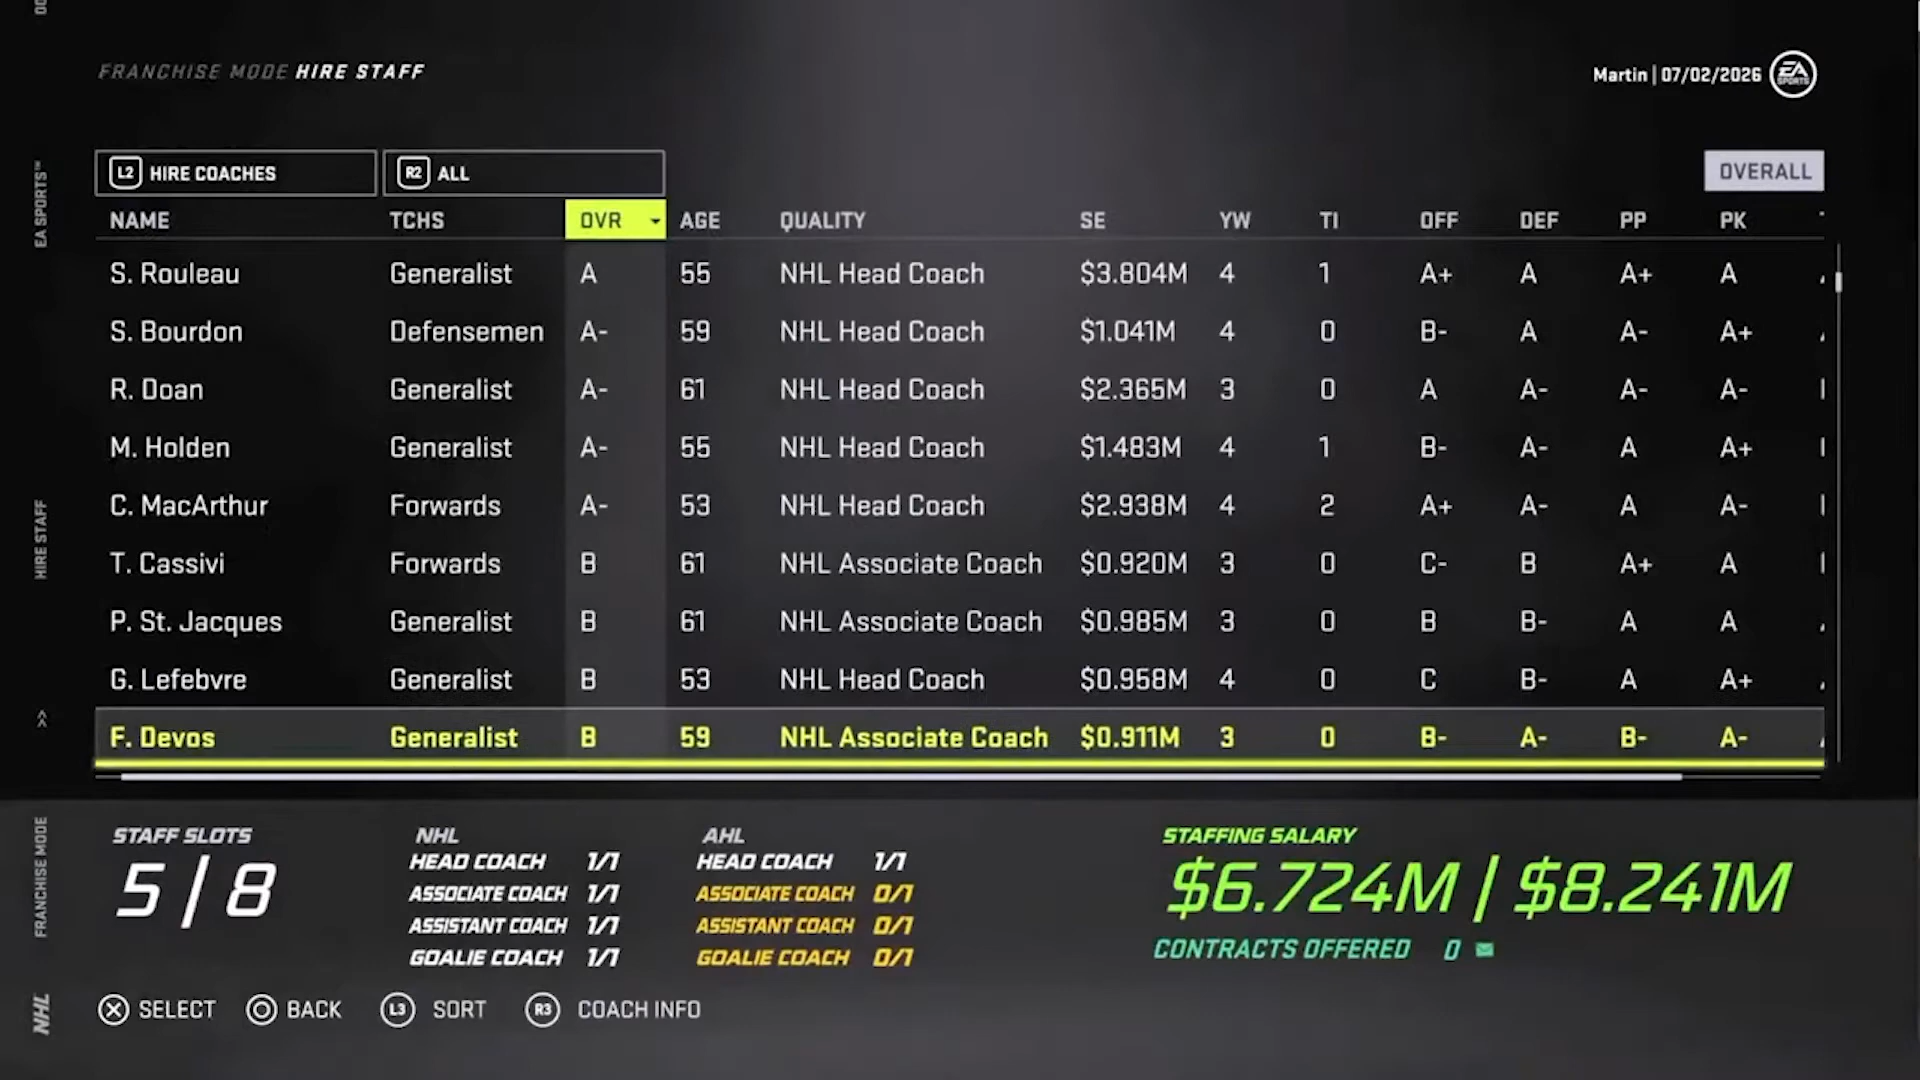 FRANCHISE MODE HIRE STAFF
Martin | 07/02/2026 EA SPORTS
L2 HIRE COACHES R2 ALL OVERALL
NAME TCHS OVR AGE QUALITY SE YW TI OFF DEF PP PK
S. Rouleau Generalist A 55 NHL Head Coach $3.804M 4 1 A+ A A+ A
S. Bourdon Defensemen A- 59 NHL Head Coach $1.041M 4 0 B- A A- A+
R. Doan Generalist A- 61 NHL Head Coach $2.365M 3 0 A A- A- A-
M. Holden Generalist A- 55 NHL Head Coach $1.483M 4 1 B- A- A A+
C. MacArthur Forwards A- 53 NHL Head Coach $2.938M 4 2 A+ A- A A-
T. Cassivi Forwards B 61 NHL Associate Coach $0.920M 3 0 C- B A+ A
P. St. Jacques Generalist B 61 NHL Associate Coach $0.985M 3 0 B B- A A
G. Lefebvre Generalist B 53 NHL Head Coach $0.958M 4 0 C B- A A+
F. Devos Generalist B 59 NHL Associate Coach $0.911M 3 0 B- A- B- A-
STAFF SLOTS
5 / 8
NHL
HEAD COACH 1/1
ASSOCIATE COACH 1/1
ASSISTANT COACH 1/1
GOALIE COACH 1/1
AHL
HEAD COACH 1/1
ASSOCIATE COACH 0/1
ASSISTANT COACH 0/1
GOALIE COACH 0/1
STAFFING SALARY
$6.724M / $8.241M
CONTRACTS OFFERED 0
SELECT BACK L3 SORT R3 COACH INFO
EA SPORTS™
HIRE STAFF
>>
FRANCHISE MODE
NHL